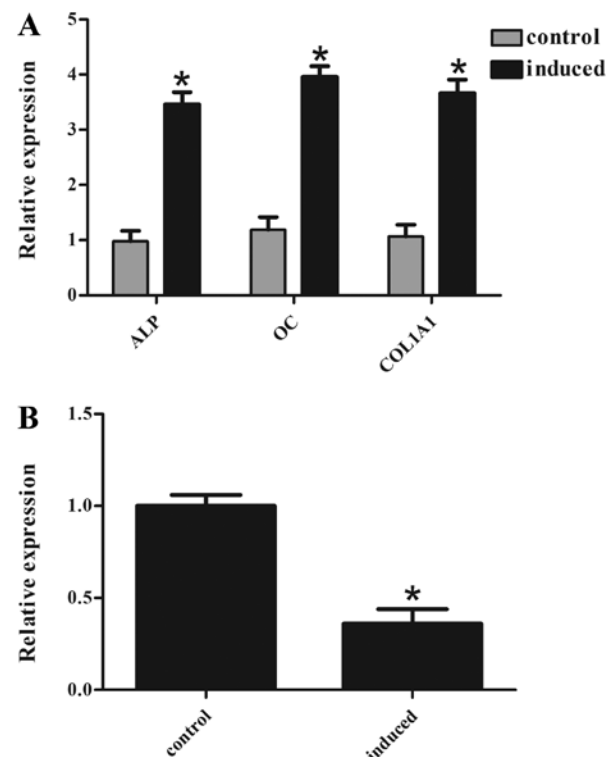 A
control
induced
Relative expression
5
4
3
2
1
0
* * *
ALP OC COL1A1
B
Relative expression
1.5
1.0
0.5
0.0
*
control induced